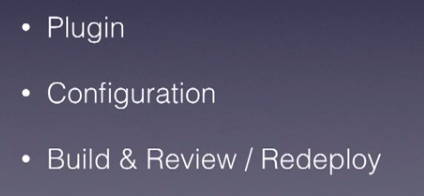 • Plugin
• Configuration
• Build & Review / Redeploy